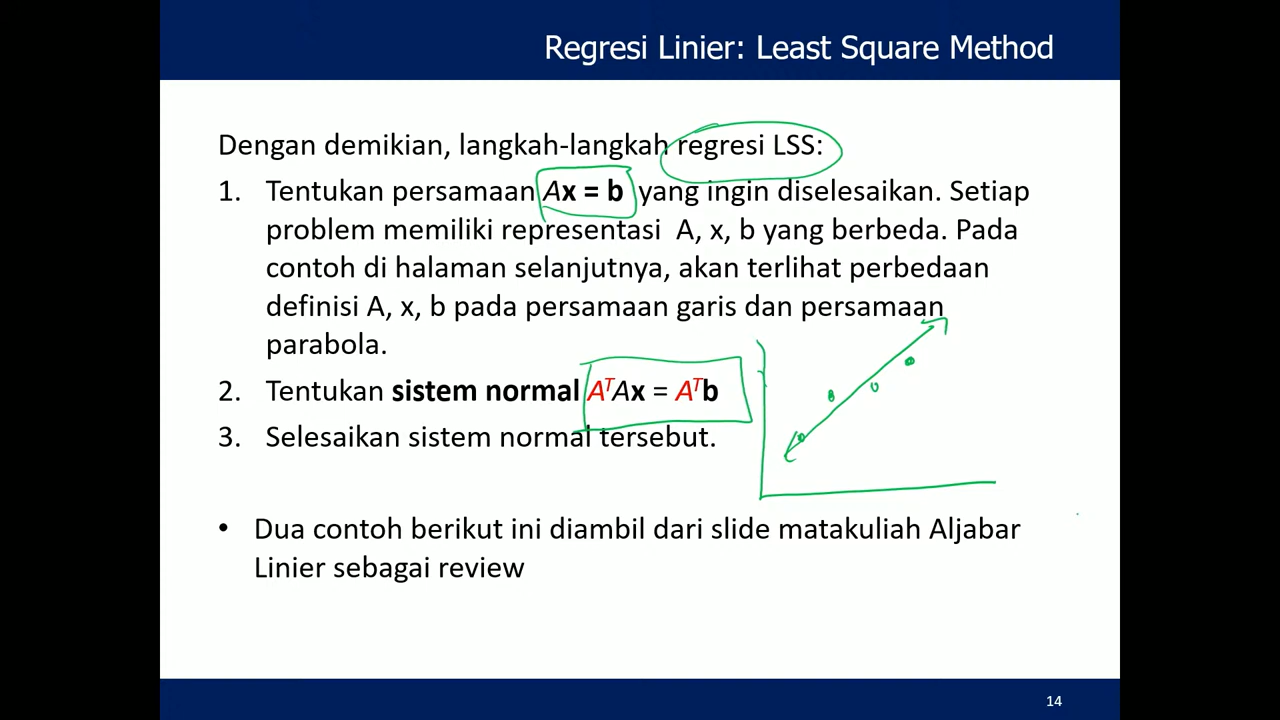 Regresi Linier: Least Square Method
Dengan demikian, langkah-langkah regresi LSS:
1. Tentukan persamaan Ax = b yang ingin diselesaikan. Setiap
problem memiliki representasi A, x, b yang berbeda. Pada
contoh di halaman selanjutnya, akan terlihat perbedaan
definisi A, x, b pada persamaan garis dan persamaan
parabola.
2. Tentukan sistem normal AᵀAx = Aᵀb
3. Selesaikan sistem normal tersebut.
• Dua contoh berikut ini diambil dari slide matakuliah Aljabar
Linier sebagai review
14